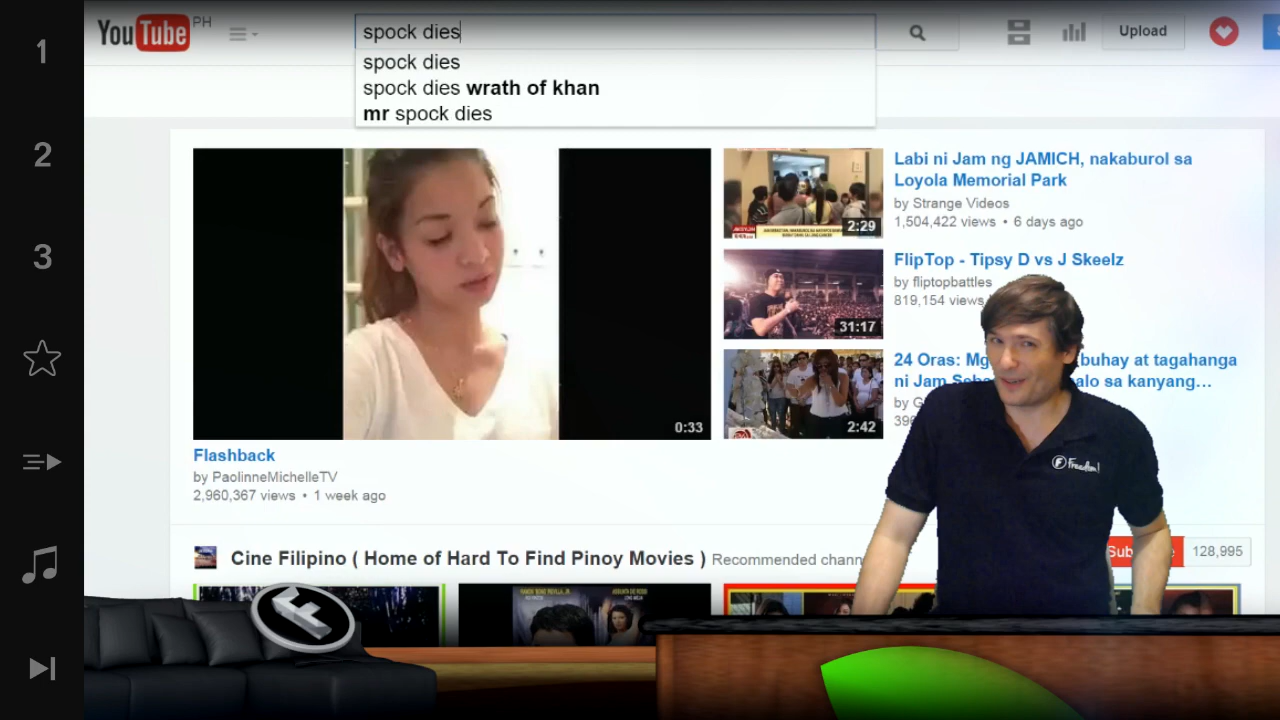 1
2
3
YouTube PH
spock dies
Upload
spock dies
spock dies wrath of khan
mr spock dies
0:33
Flashback
by PaolinneMichelleTV
2,960,367 views • 1 week ago
2:29
Labi ni Jam ng JAMICH, nakaburol sa
Loyola Memorial Park
by Strange Videos
1,504,422 views • 6 days ago
31:17
FlipTop - Tipsy D vs J Skeelz
by fliptopbattles
819,154 views
2:42
24 Oras: buhay at tagahanga
ni Jam sa kanyang...
by
Freedom!
Cine Filipino ( Home of Hard To Find Pinoy Movies ) Recommended
128,995
F